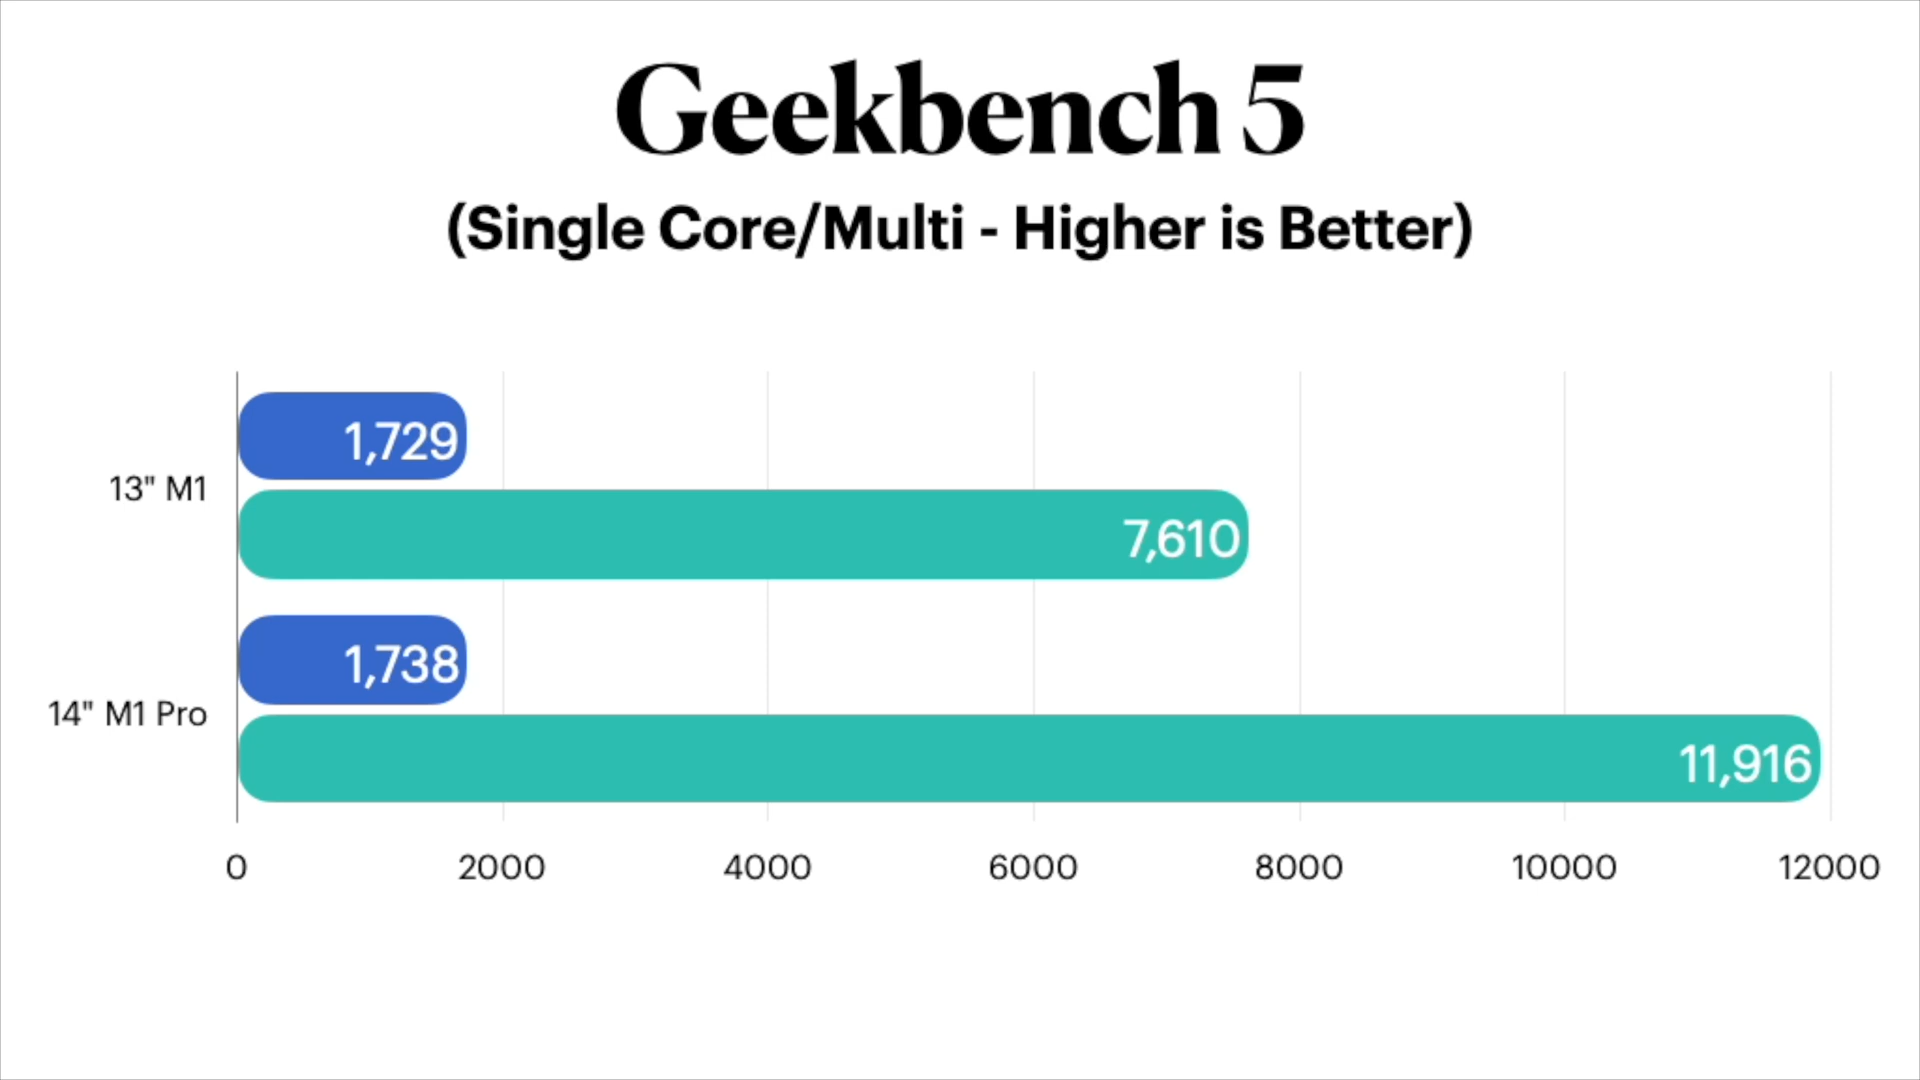 Geekbench 5
(Single Core/Multi - Higher is Better)
1,729
13" M1
7,610
1,738
14" M1 Pro
11,916
0 2000 4000 6000 8000 10000 12000